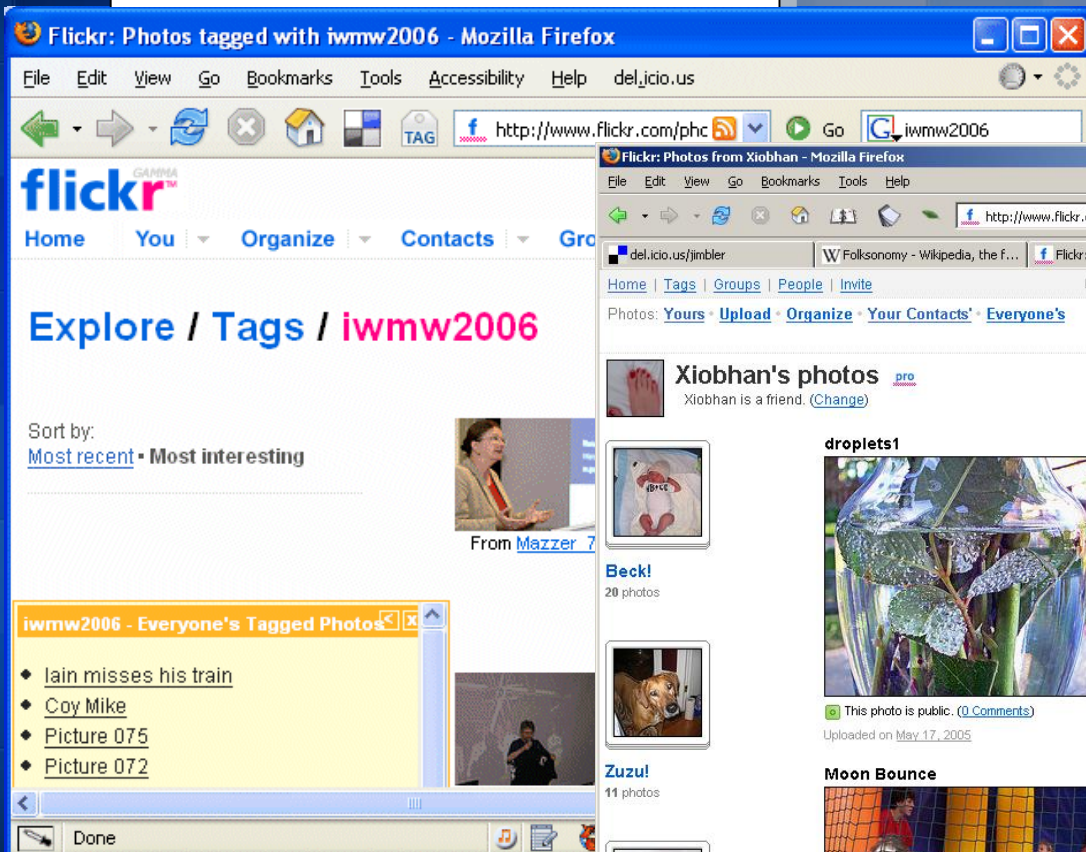 Flickr: Photos tagged with iwmw2006 - Mozilla Firefox
File Edit View Go Bookmarks Tools Accessibility Help del.icio.us
TAG http://www.flickr.com/phc Go G iwmw2006
flickr GAMMA ™
Home You Organize Contacts Gro
Explore / Tags / iwmw2006
Sort by:
Most recent • Most interesting
From Mazzer_7
iwmw2006 - Everyone's Tagged Photos < x
Iain misses his train
Coy Mike
Picture 075
Picture 072
Done
Flickr: Photos from Xiobhan - Mozilla Firefox
File Edit View Go Bookmarks Tools Help
http://www.flickr.
del.icio.us/jimbler W Folksonomy - Wikipedia, the f... Flickr:
Home | Tags | Groups | People | Invite
Photos: Yours • Upload • Organize • Your Contacts' • Everyone's
Xiobhan's photos pro
Xiobhan is a friend. (Change)
Beck!
20 photos
Zuzu!
11 photos
droplets1
This photo is public. (0 Comments)
Uploaded on May 17, 2005
Moon Bounce